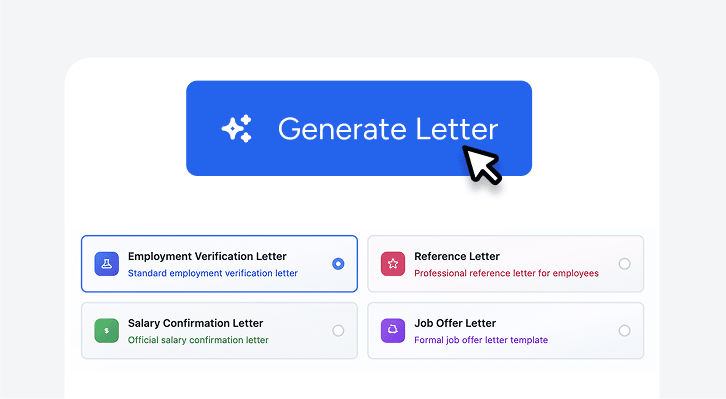 Generate Letter
Employment Verification Letter
Standard employment verification letter
Reference Letter
Professional reference letter for employees
$
Salary Confirmation Letter
Official salary confirmation letter
Job Offer Letter
Formal job offer letter template